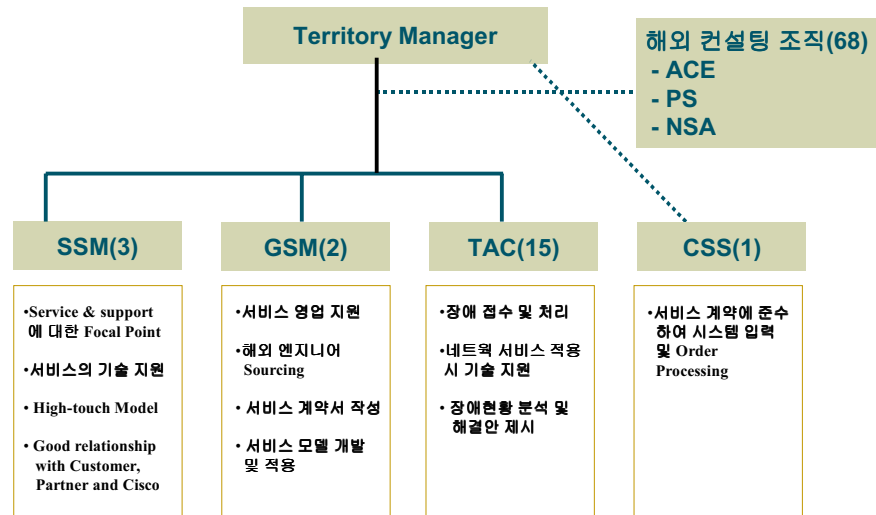 Territory Manager
해외 컨설팅 조직(68)
- ACE
- PS
- NSA
SSM(3)
GSM(2)
TAC(15)
CSS(1)
•Service & support
에 대한 Focal Point
•서비스의 기술 지원
• High-touch Model
• Good relationship
with Customer,
Partner and Cisco
•서비스 영업 지원
•해외 엔지니어
Sourcing
• 서비스 계약서 작성
• 서비스 모델 개발
및 적용
•장애 접수 및 처리
•네트웍 서비스 적용
시 기술 지원
• 장애현황 분석 및
해결안 제시
•서비스 계약에 준수
하여 시스템 입력
및 Order
Processing